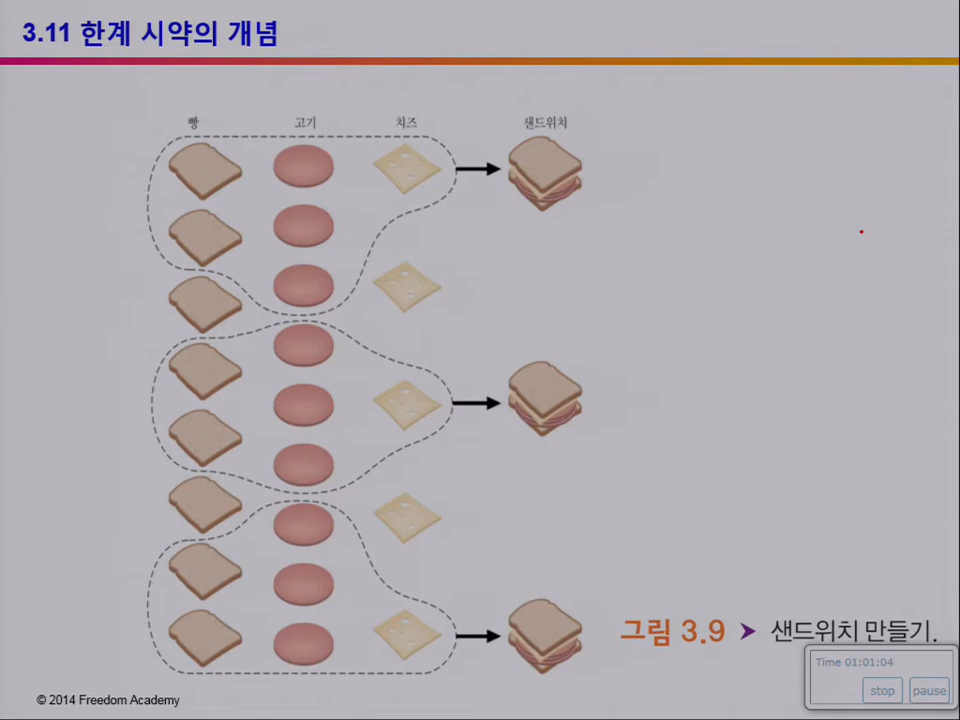 3.11 한계 시약의 개념
빵 고기 치즈 샌드위치
그림 3.9 ➤ 샌드위치 만들기.
Time 01:01:04
stop pause
© 2014 Freedom Academy